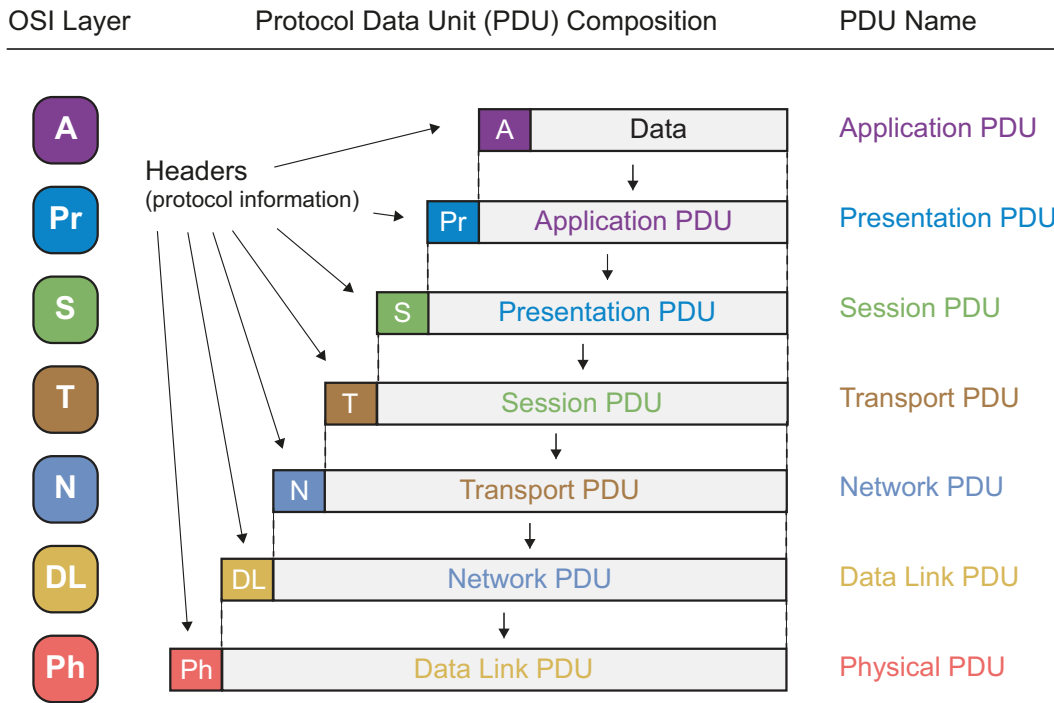 OSI Layer
Protocol Data Unit (PDU) Composition
PDU Name
A
A
Data
Application PDU
Headers
(protocol information)
Pr
Pr
Application PDU
Presentation PDU
S
S
Presentation PDU
Session PDU
T
T
Session PDU
Transport PDU
N
N
Transport PDU
Network PDU
DL
DL
Network PDU
Data Link PDU
Ph
Ph
Data Link PDU
Physical PDU